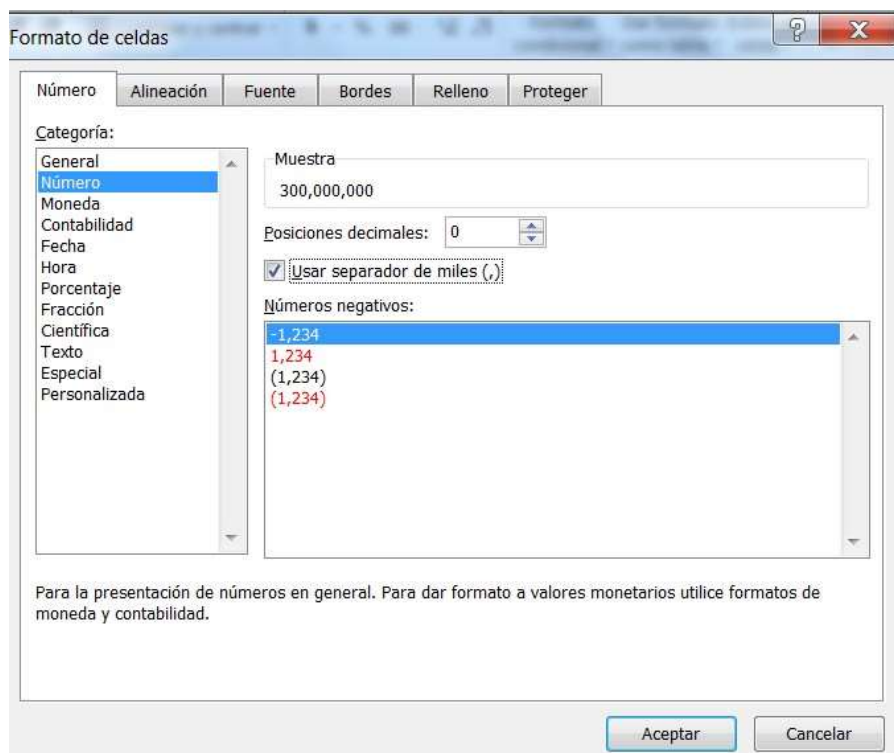 Formato de celdas
Número Alineación Fuente Bordes Relleno Proteger
Categoría:
General
Número
Moneda
Contabilidad
Fecha
Hora
Porcentaje
Fracción
Científica
Texto
Especial
Personalizada
Muestra
300,000,000
Posiciones decimales: 0
Usar separador de miles (,)
Números negativos:
-1,234
1,234
(1,234)
(1,234)
Para la presentación de números en general. Para dar formato a valores monetarios utilice formatos de
moneda y contabilidad.
Aceptar Cancelar